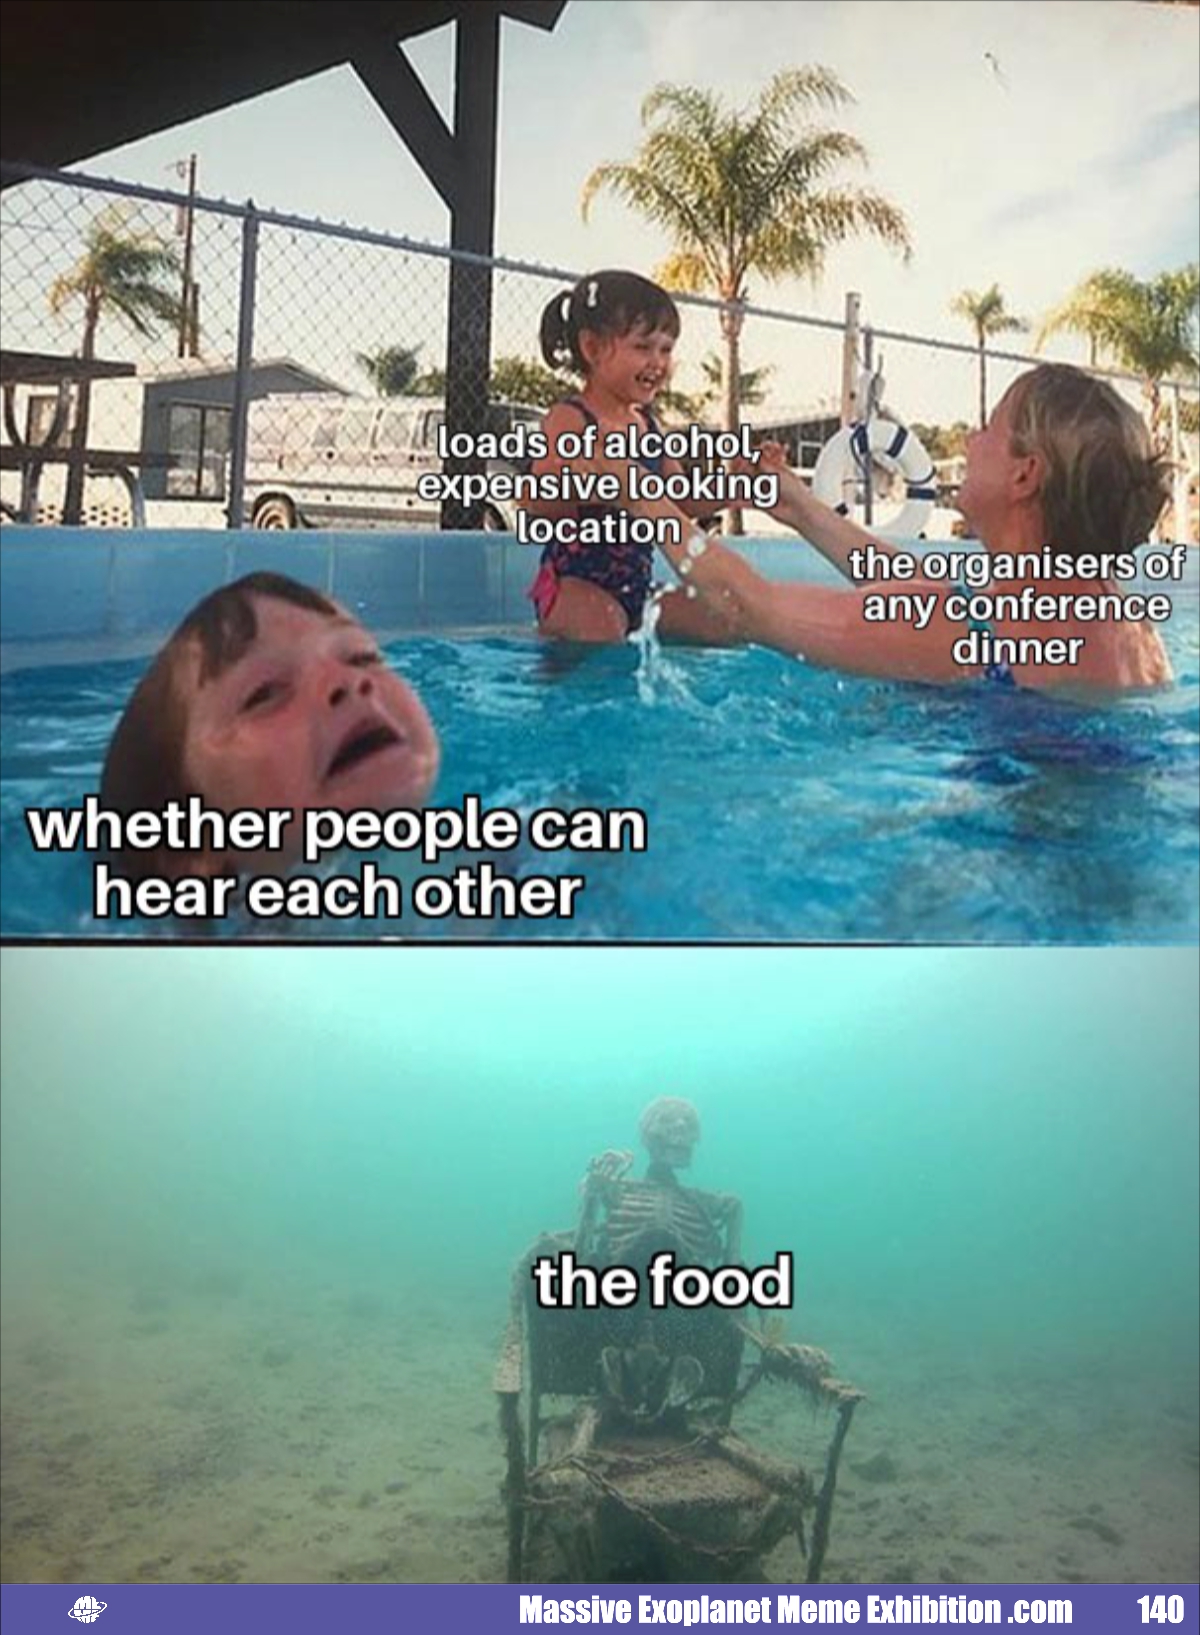 loads of alcohol,
expensive looking
location
the organisers of
any conference
dinner
whether people can
hear each other
the food
Massive Exoplanet Meme Exhibition .com 140